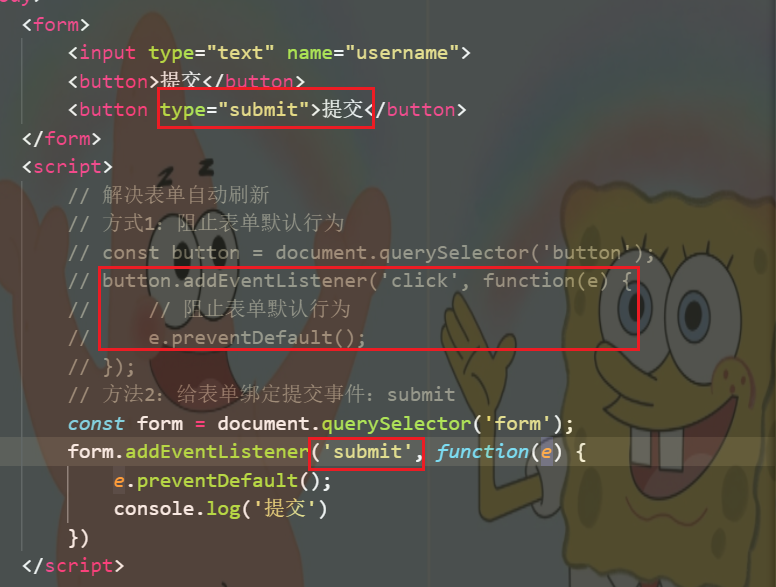 <form>
<input type="text" name="username">
<button>提交</button>
<button type="submit">提交</button>
</form>
<script>
// 解决表单自动刷新
// 方式1：阻止表单默认行为
// const button = document.querySelector('button');
// button.addEventListener('click', function(e) {
// // 阻止表单默认行为
// e.preventDefault();
// });
// 方法2：给表单绑定提交事件：submit
const form = document.querySelector('form');
form.addEventListener('submit', function(e) {
e.preventDefault();
console.log('提交')
})
</script>